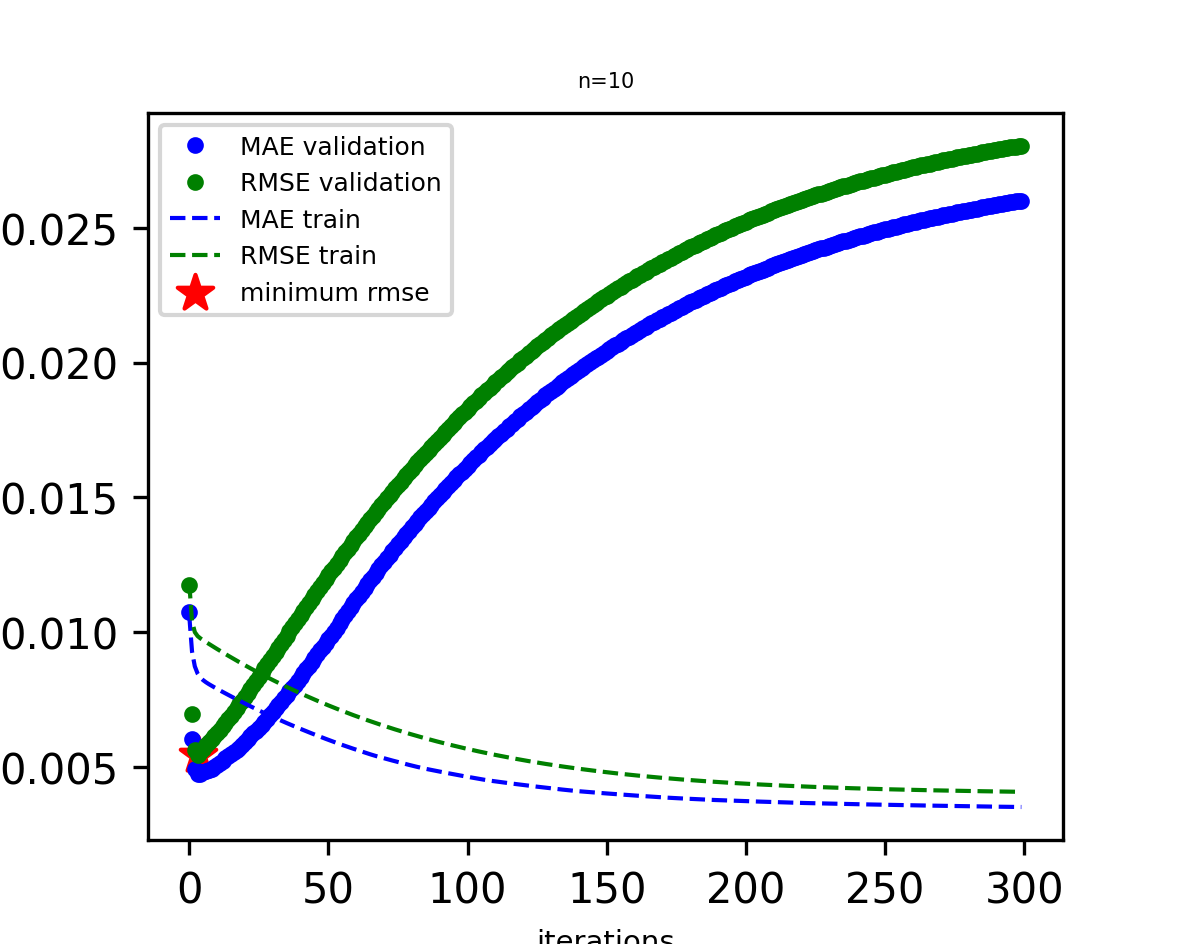 n=10
MAE validation
RMSE validation
MAE train
RMSE train
minimum rmse
0.025
0.020
0.015
0.010
0.005
0 50 100 150 200 250 300
iterations